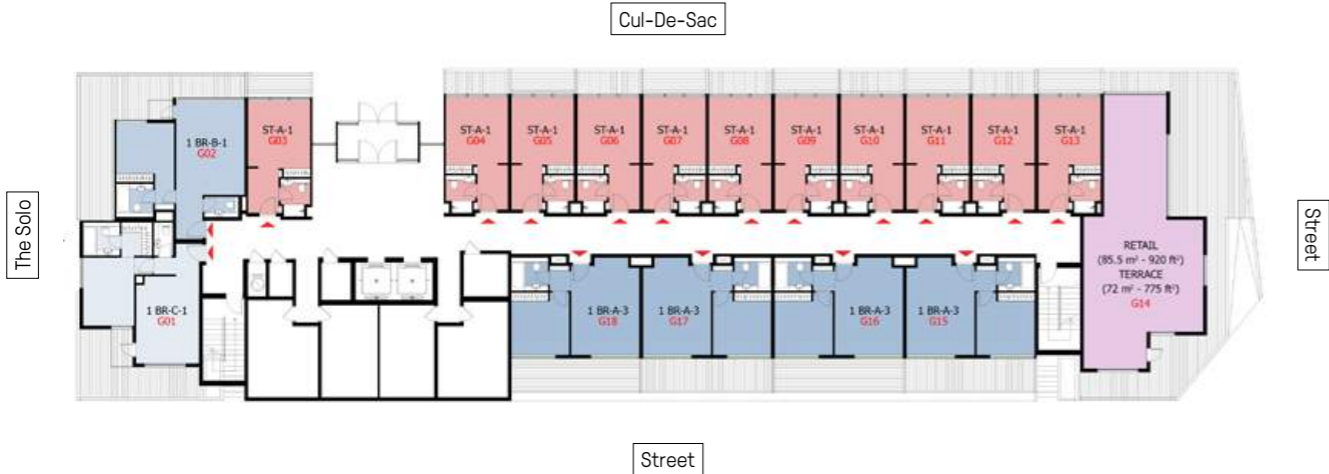 Cul-De-Sac
1 BR-B-1
G02
ST-A-1
G03
ST-A-1
G04
ST-A-1
G05
ST-A-1
G06
ST-A-1
G07
ST-A-1
G08
ST-A-1
G09
ST-A-1
G10
ST-A-1
G11
ST-A-1
G12
ST-A-1
G13
The Solo
1 BR-C-1
G01
1 BR-A-3
G18
1 BR-A-3
G17
1 BR-A-3
G16
1 BR-A-3
G15
RETAIL
(85.5 m² - 920 ft²)
TERRACE
(72 m² - 775 ft²)
G14
Street
Street